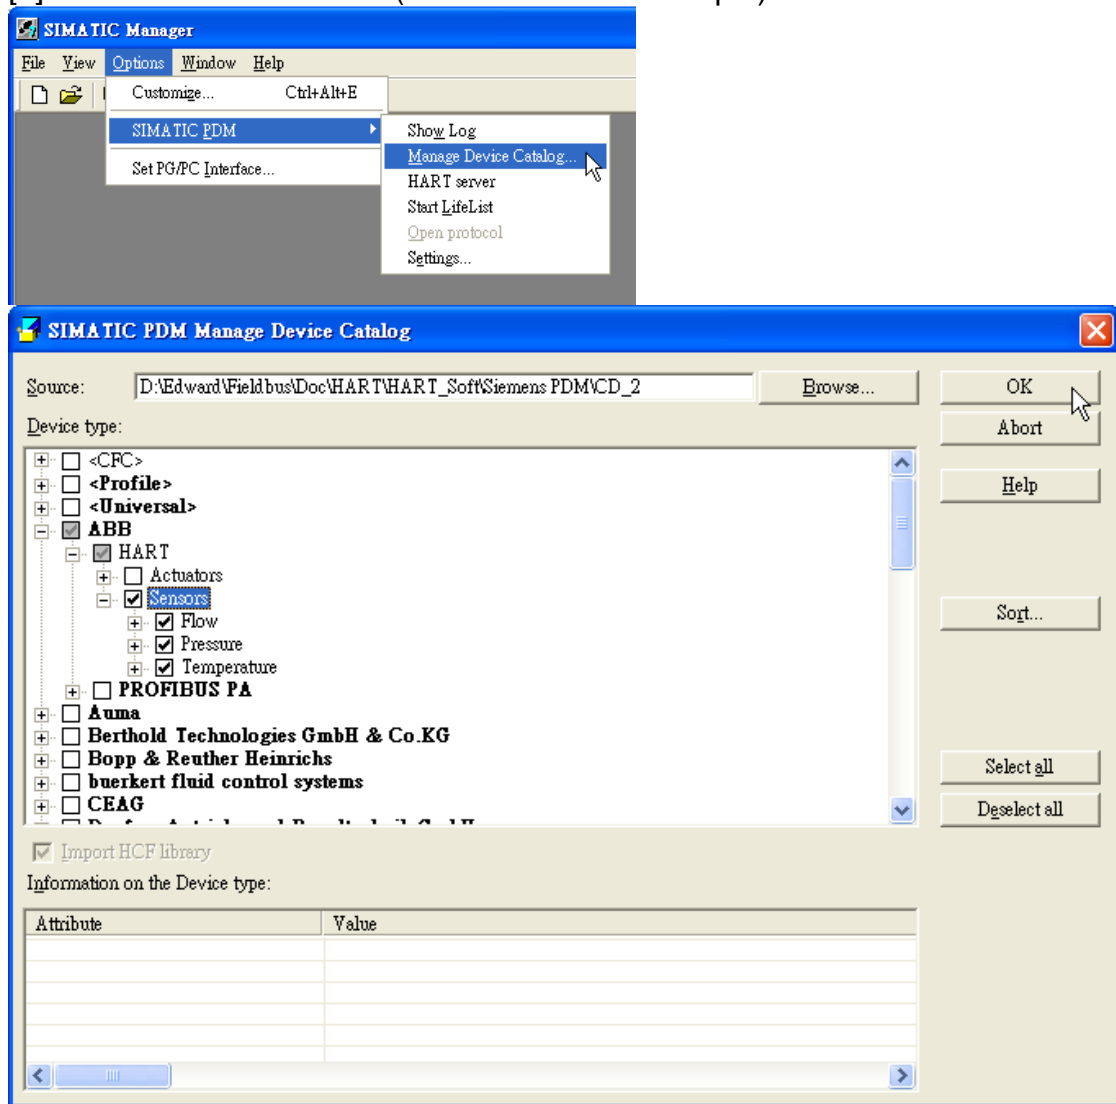 SIMATIC Manager
File View Options Window Help
Customize... Ctrl+Alt+E
SIMATIC PDM
Set PG/PC Interface...
Show Log
Manage Device Catalog...
HART server
Start LifeList
Open protocol
Settings...
SIMATIC PDM Manage Device Catalog
Source: D:\Edward\Fieldbus\Doc\HART\HART_Soft\Siemens PDM\CD_2 Browse... OK
Device type: Abort
<CFC>
<Profile> Help
<Universal>
ABB
HART
Actuators
Sensors
Flow Sort...
Pressure
Temperature
PROFIBUS PA
Auma
Berthold Technologies GmbH & Co.KG
Bopp & Reuther Heinrichs
buerkert fluid control systems Select all
CEAG Deselect all
Import HCF library
Information on the Device type:
Attribute Value